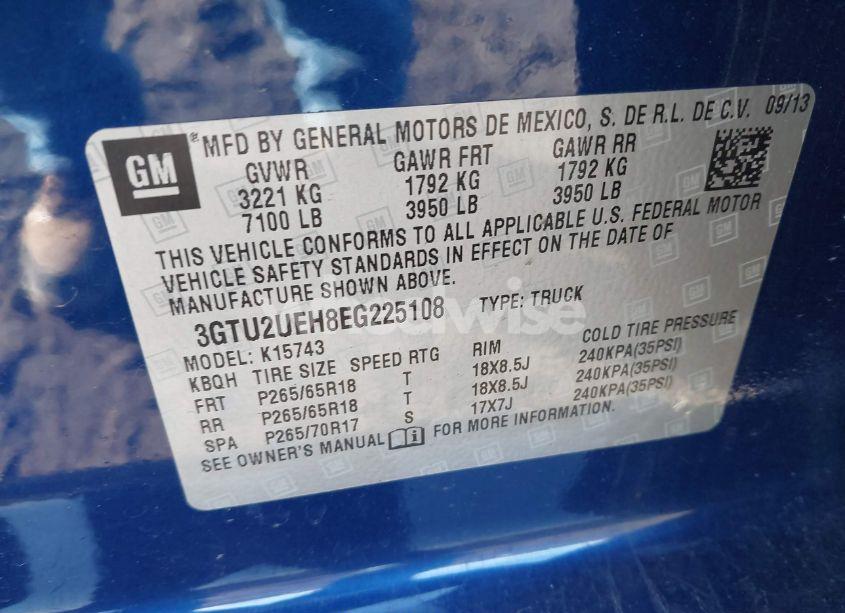 GM
MFD BY GENERAL MOTORS DE MEXICO, S. DE R.L. DE C.V. 09/13
GVWR GAWR FRT GAWR RR
3221 KG 1792 KG 1792 KG
7100 LB 3950 LB 3950 LB
THIS VEHICLE CONFORMS TO ALL APPLICABLE U.S. FEDERAL MOTOR
VEHICLE SAFETY STANDARDS IN EFFECT ON THE DATE OF
MANUFACTURE SHOWN ABOVE.
3GTU2UEH8EG225108 TYPE: TRUCK
MODEL: K15743
KBQH TIRE SIZE SPEED RTG RIM COLD TIRE PRESSURE
FRT P265/65R18 T 18X8.5J 240KPA(35PSI)
RR P265/65R18 T 18X8.5J 240KPA(35PSI)
SPA P265/70R17 S 17X7J 240KPA(35PSI)
SEE OWNER'S MANUAL FOR MORE INFORMATION.